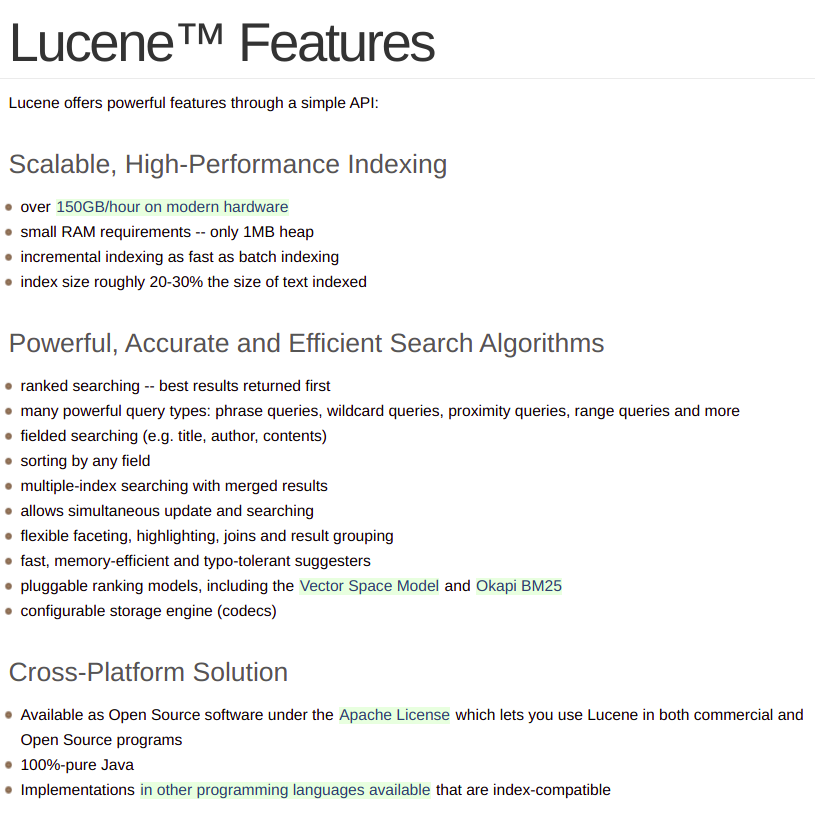 Lucene™ Features
Lucene offers powerful features through a simple API:
Scalable, High-Performance Indexing
over 150GB/hour on modern hardware
small RAM requirements -- only 1MB heap
incremental indexing as fast as batch indexing
index size roughly 20-30% the size of text indexed
Powerful, Accurate and Efficient Search Algorithms
ranked searching -- best results returned first
many powerful query types: phrase queries, wildcard queries, proximity queries, range queries and more
fielded searching (e.g. title, author, contents)
sorting by any field
multiple-index searching with merged results
allows simultaneous update and searching
flexible faceting, highlighting, joins and result grouping
fast, memory-efficient and typo-tolerant suggesters
pluggable ranking models, including the Vector Space Model and Okapi BM25
configurable storage engine (codecs)
Cross-Platform Solution
Available as Open Source software under the Apache License which lets you use Lucene in both commercial and
Open Source programs
100%-pure Java
Implementations in other programming languages available that are index-compatible